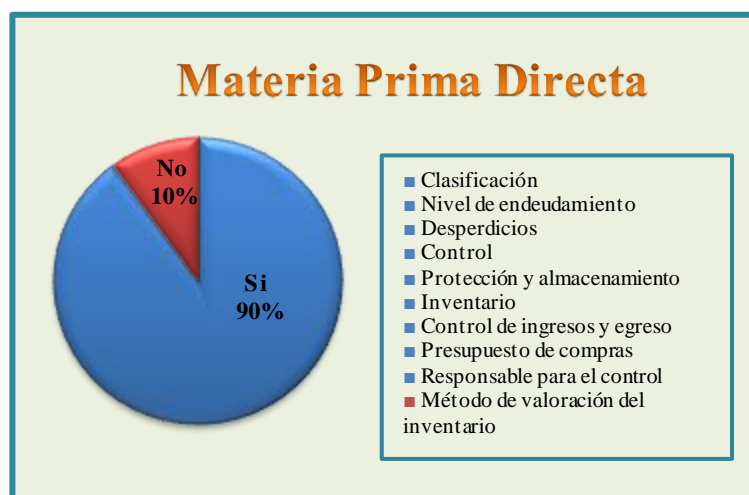 Materia Prima Directa
No
10%
Si
90%
Clasificación
Nivel de endeudamiento
Desperdicios
Control
Protección y almacenamiento
Inventario
Control de ingresos y egreso
Presupuesto de compras
Responsable para el control
Método de valoración del
inventario